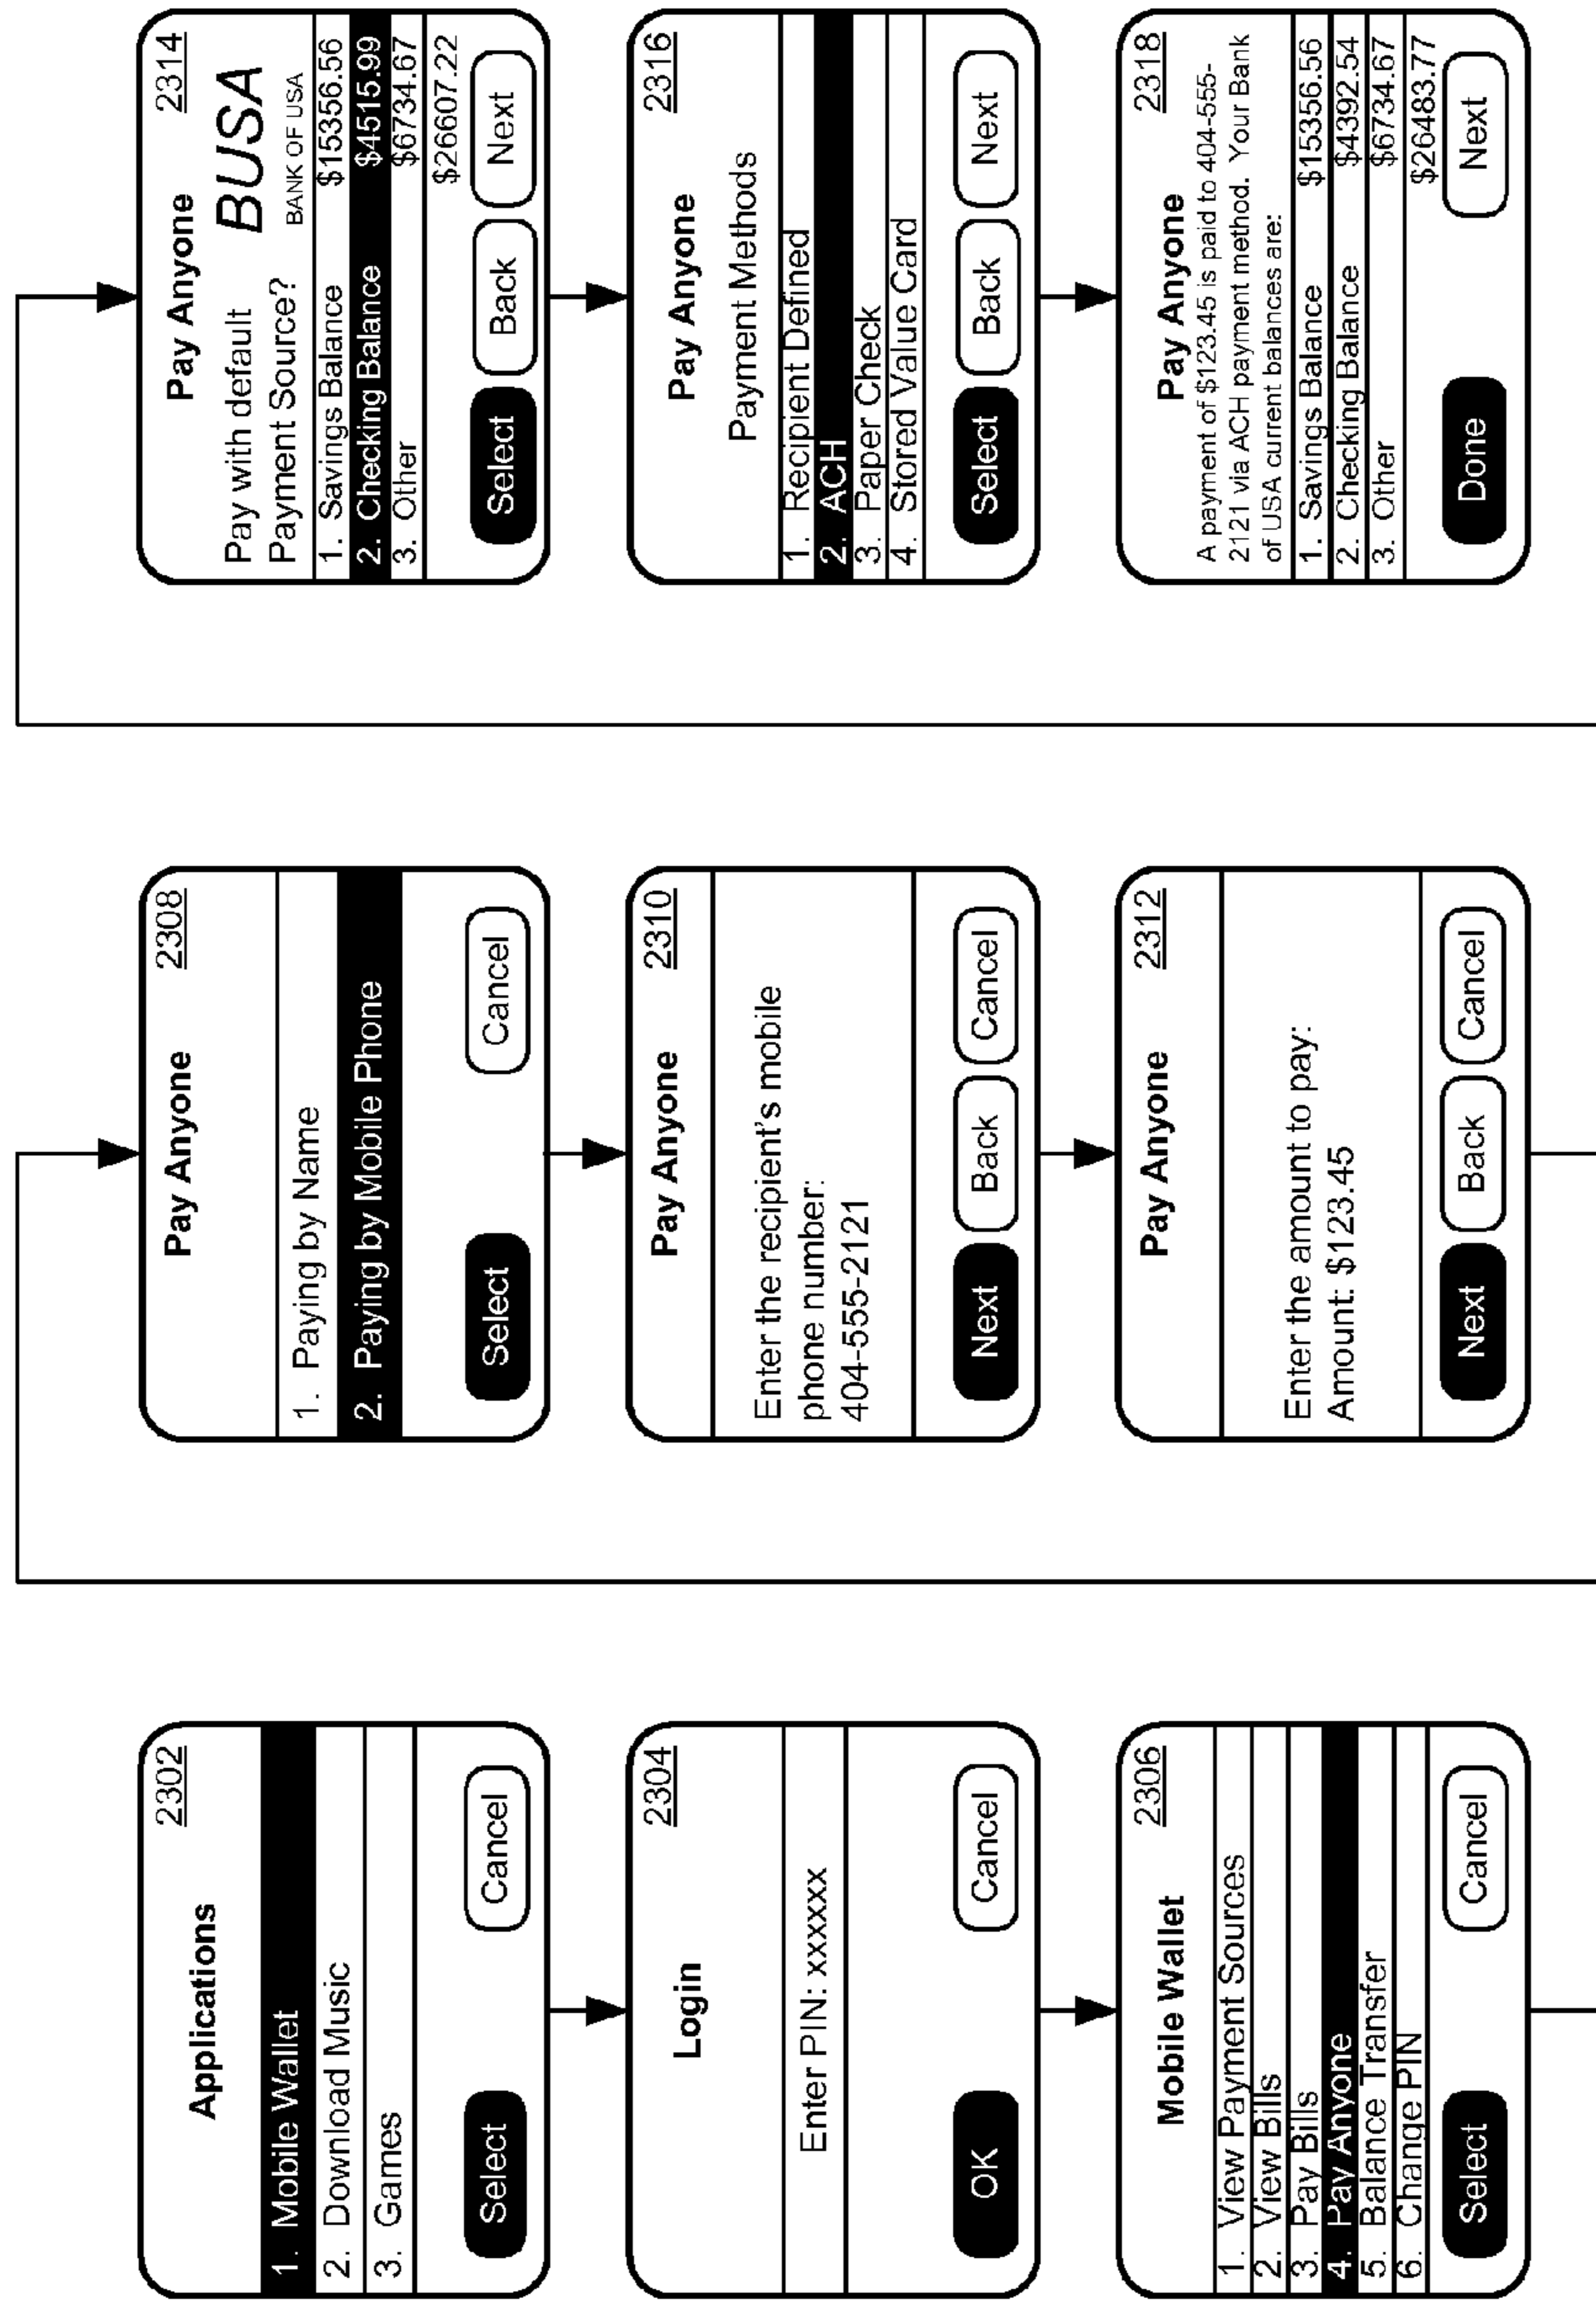 Applications
2302
1. Mobile Wallet
2. Download Music
3. Games
Select Cancel
Login
2304
Enter PIN: xxxxxx
OK Cancel
Mobile Wallet
2306
1. View Payment Sources
2. View Bills
3. Pay Bills
4. Pay Anyone
5. Balance Transfer
6. Change PIN
Select Cancel
Pay Anyone
2308
1. Paying by Name
2. Paying by Mobile Phone
Select Cancel
Pay Anyone
2310
Enter the recipient's mobile
phone number:
404-555-2121
Next Back Cancel
Pay Anyone
2312
Enter the amount to pay:
Amount: $123.45
Next Back Cancel
Pay Anyone
2314
Pay with default
Payment Source?
BUSA
BANK OF USA
1. Savings Balance $15356.56
2. Checking Balance $4515.99
3. Other $6734.67
$26607.22
Select Back Next
Pay Anyone
2316
Payment Methods
1. Recipient Defined
2. ACH
3. Paper Check
4. Stored Value Card
Select Back Next
Pay Anyone
2318
A payment of $123.45 is paid to 404-555-
2121 via ACH payment method. Your Bank
of USA current balances are:
1. Savings Balance $15356.56
2. Checking Balance $4392.54
3. Other $6734.67
$26483.77
Done Next